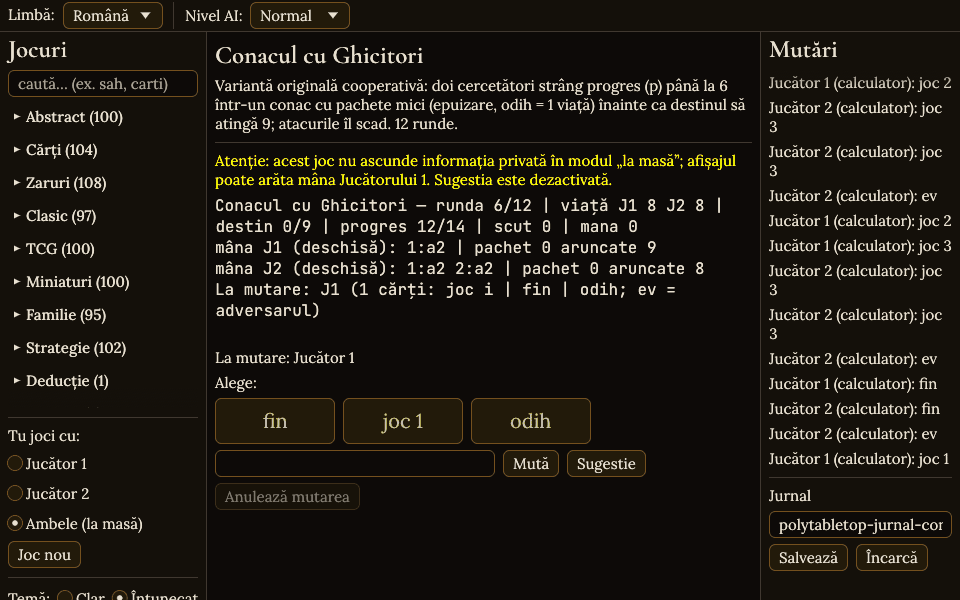 Limbă: Română ▼ Nivel AI: Normal ▼
Jocuri
caută... (ex. sah, carti)
▸ Abstract (100)
▸ Cărți (104)
▸ Zaruri (108)
▸ Clasic (97)
▸ TCG (100)
▸ Miniaturi (100)
▸ Familie (95)
▸ Strategie (102)
▸ Deducție (1)
Tu joci cu:
Jucător 1
Jucător 2
Ambele (la masă)
Joc nou
Temă: Clar Întunecat
Conacul cu Ghicitori
Variantă originală cooperativă: doi cercetători strâng progres (p) până la 6
într-un conac cu pachete mici (epuizare, odih = 1 viață) înainte ca destinul să
atingă 9; atacurile îl scad. 12 runde.
Atenție: acest joc nu ascunde informația privată în modul „la masă”; afișajul
poate arăta mâna Jucătorului 1. Sugestia este dezactivată.
Conacul cu Ghicitori — runda 6/12 | viață J1 8 J2 8 |
destin 0/9 | progres 12/14 | scut 0 | mana 0
mâna J1 (deschisă): 1:a2 | pachet 0 aruncate 9
mâna J2 (deschisă): 1:a2 2:a2 | pachet 0 aruncate 8
La mutare: J1 (1 cărți: joc i | fin | odih; ev =
adversarul)
La mutare: Jucător 1
Alege:
fin joc 1 odih
Mută Sugestie
Anulează mutarea
Mutări
Jucător 1 (calculator): joc 2
Jucător 2 (calculator): joc
3
Jucător 2 (calculator): joc
3
Jucător 2 (calculator): ev
Jucător 1 (calculator): joc 2
Jucător 1 (calculator): joc 3
Jucător 2 (calculator): joc
3
Jucător 2 (calculator): joc
3
Jucător 2 (calculator): ev
Jucător 1 (calculator): fin
Jucător 2 (calculator): fin
Jucător 2 (calculator): ev
Jucător 1 (calculator): joc 1
Jurnal
polytabletop-jurnal-cor
Salvează Încarcă